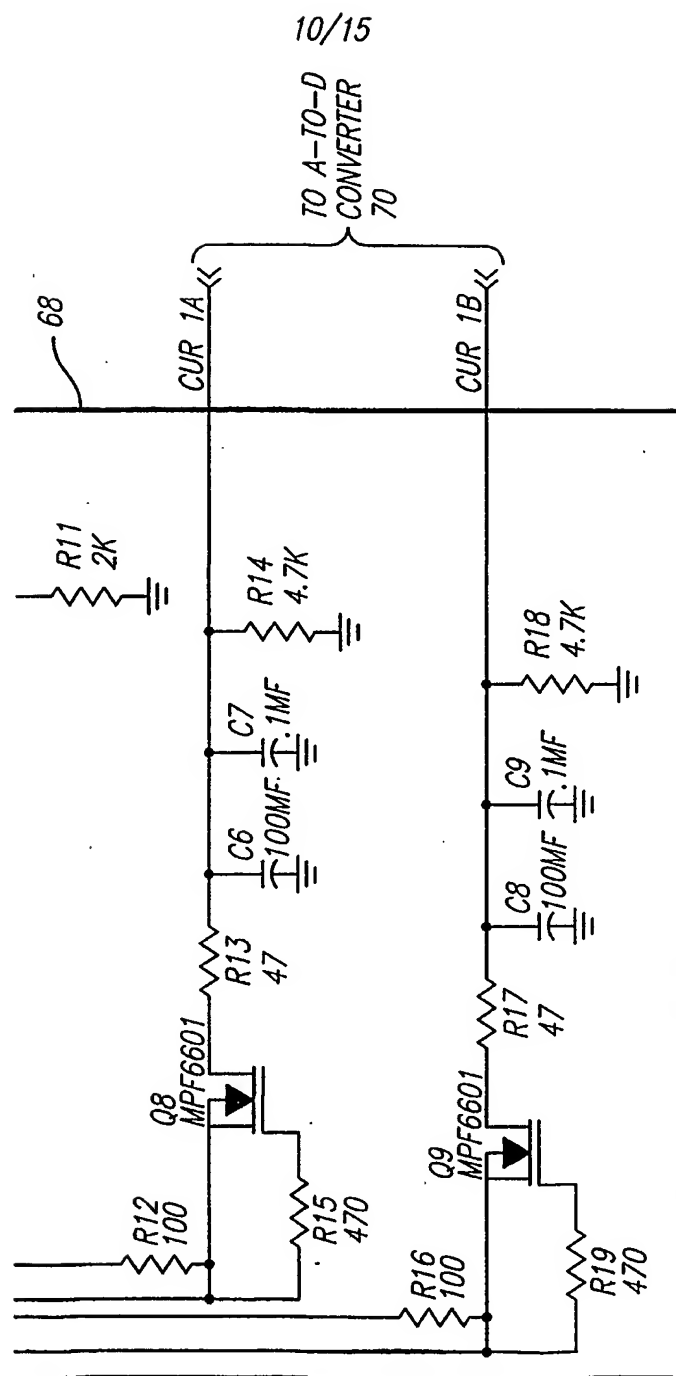 10/15
TO A-TO-D
CONVERTER
70
68
CUR 1A
CUR 1B
R11
2K
R14
4.7K
R18
4.7K
C7
.1MF
C9
.1MF
C6
100MF
C8
100MF
R13
47
R17
47
Q8
MPF6601
Q9
MPF6601
R12
100
R15
470
R16
100
R19
470